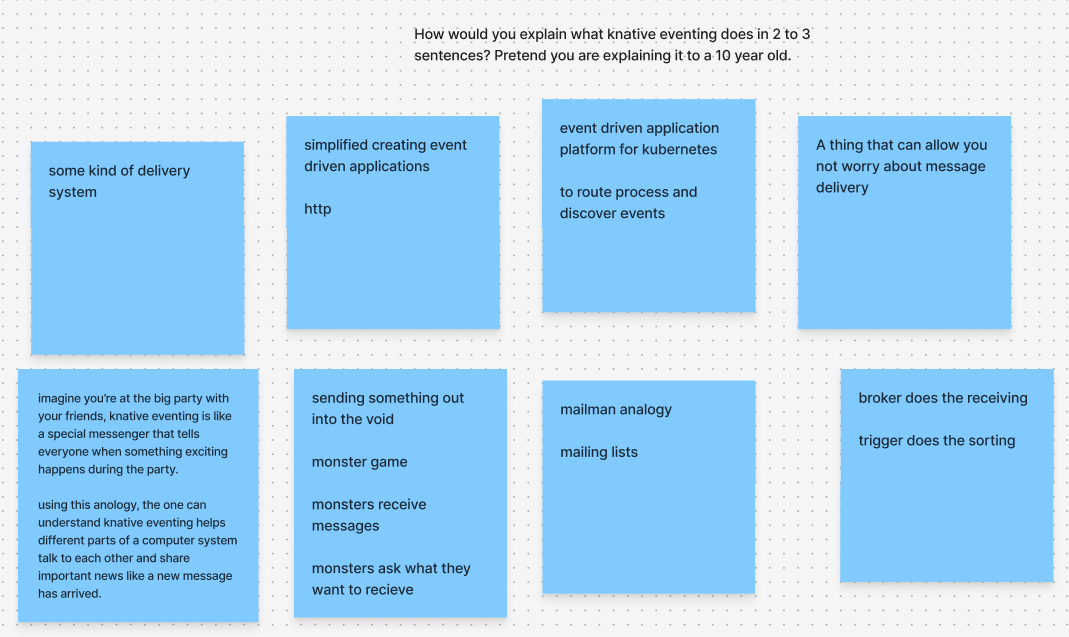 How would you explain what knative eventing does in 2 to 3
sentences? Pretend you are explaining it to a 10 year old.
some kind of delivery
system
simplified creating event
driven applications
http
event driven application
platform for kubernetes
to route process and
discover events
A thing that can allow you
not worry about message
delivery
imagine you're at the big party with
your friends, knative eventing is like
a special messenger that tells
everyone when something exciting
happens during the party.
using this anology, the one can
understand knative eventing helps
different parts of a computer system
talk to each other and share
important news like a new message
has arrived.
sending something out
into the void
monster game
monsters receive
messages
monsters ask what they
want to recieve
mailman analogy
mailing lists
broker does the receiving
trigger does the sorting